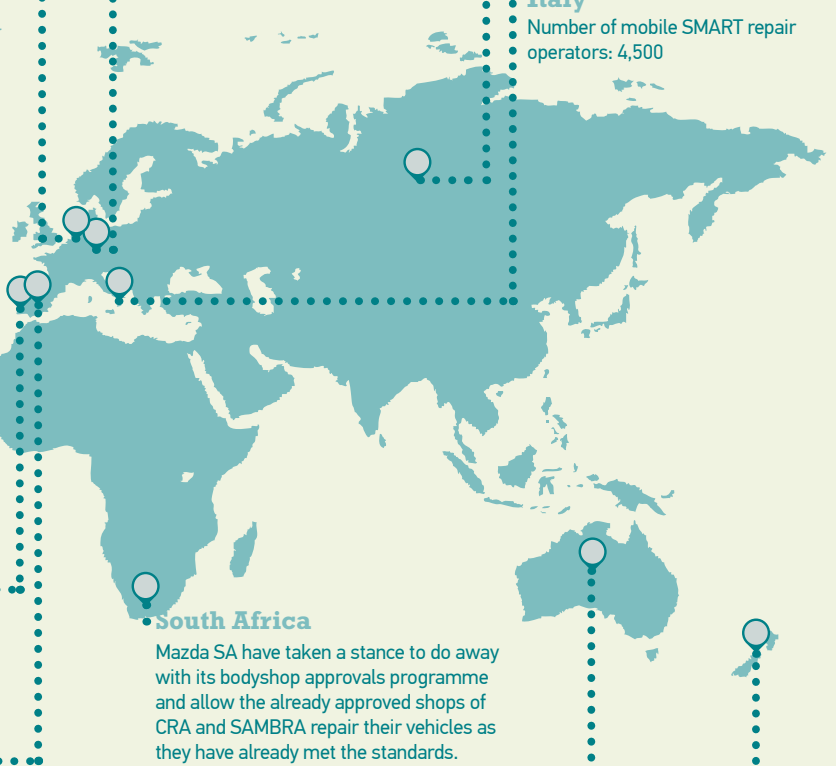 Italy
Number of mobile SMART repair
operators: 4,500
South Africa
Mazda SA have taken a stance to do away
with its bodyshop approvals programme
and allow the already approved shops of
CRA and SAMBRA repair their vehicles as
they have already met the standards.